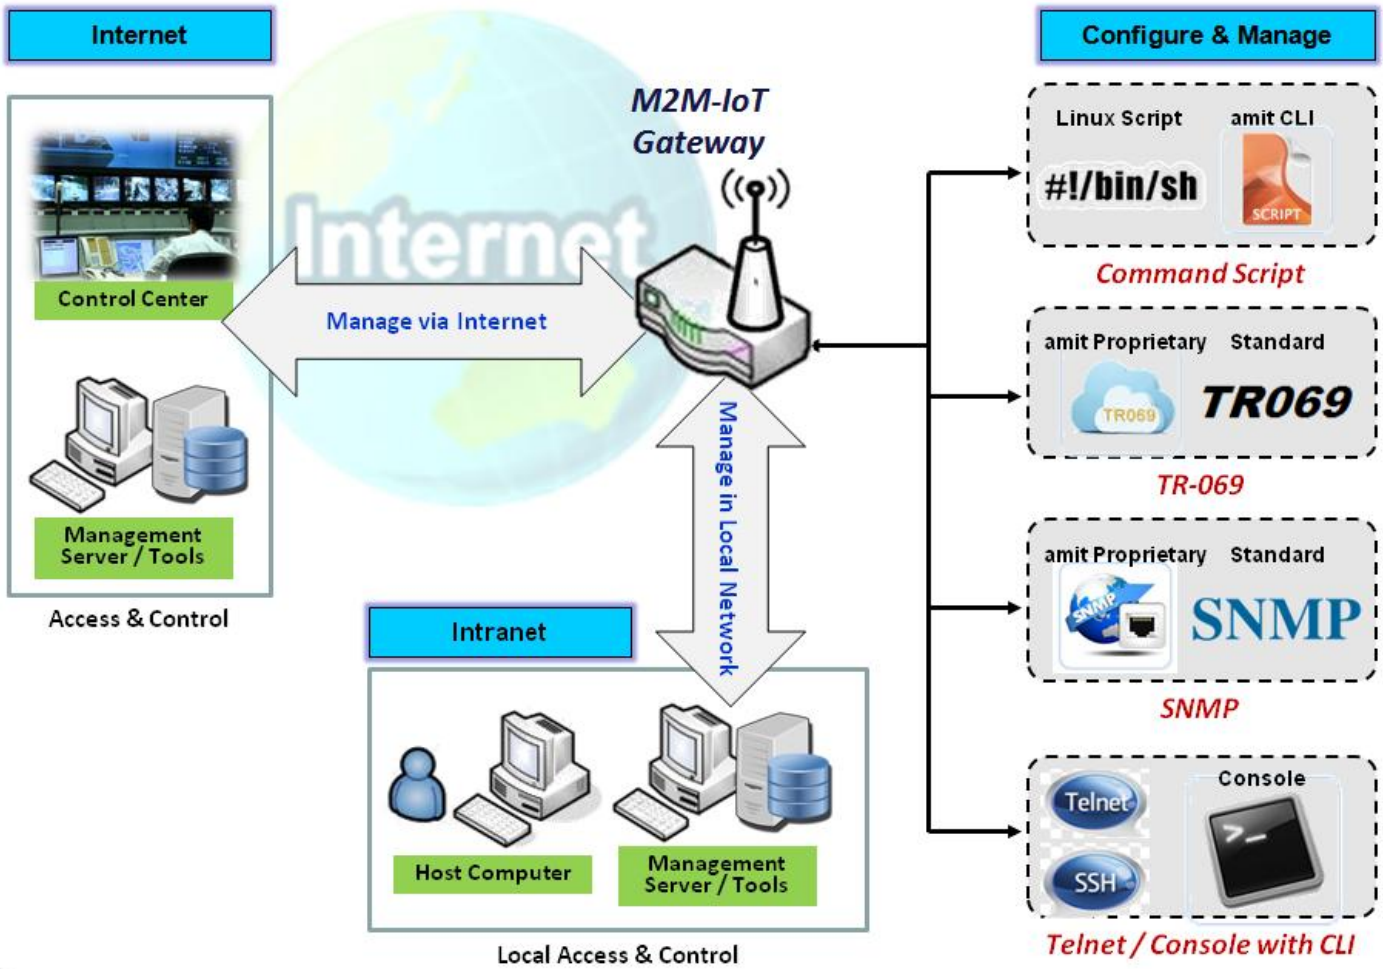 Internet
Configure & Manage
M2M-IoT
Gateway
Internet
Control Center
Manage via Internet
Management
Server / Tools
Access & Control
Manage in Local Network
Intranet
Host Computer
Management
Server / Tools
Local Access & Control
Linux Script amit CLI
#!/bin/sh
SCRIPT
Command Script
amit Proprietary Standard
TR069
TR069
TR-069
amit Proprietary Standard
SNMP
SNMP
SNMP
Console
Telnet
>_
SSH
Telnet / Console with CLI